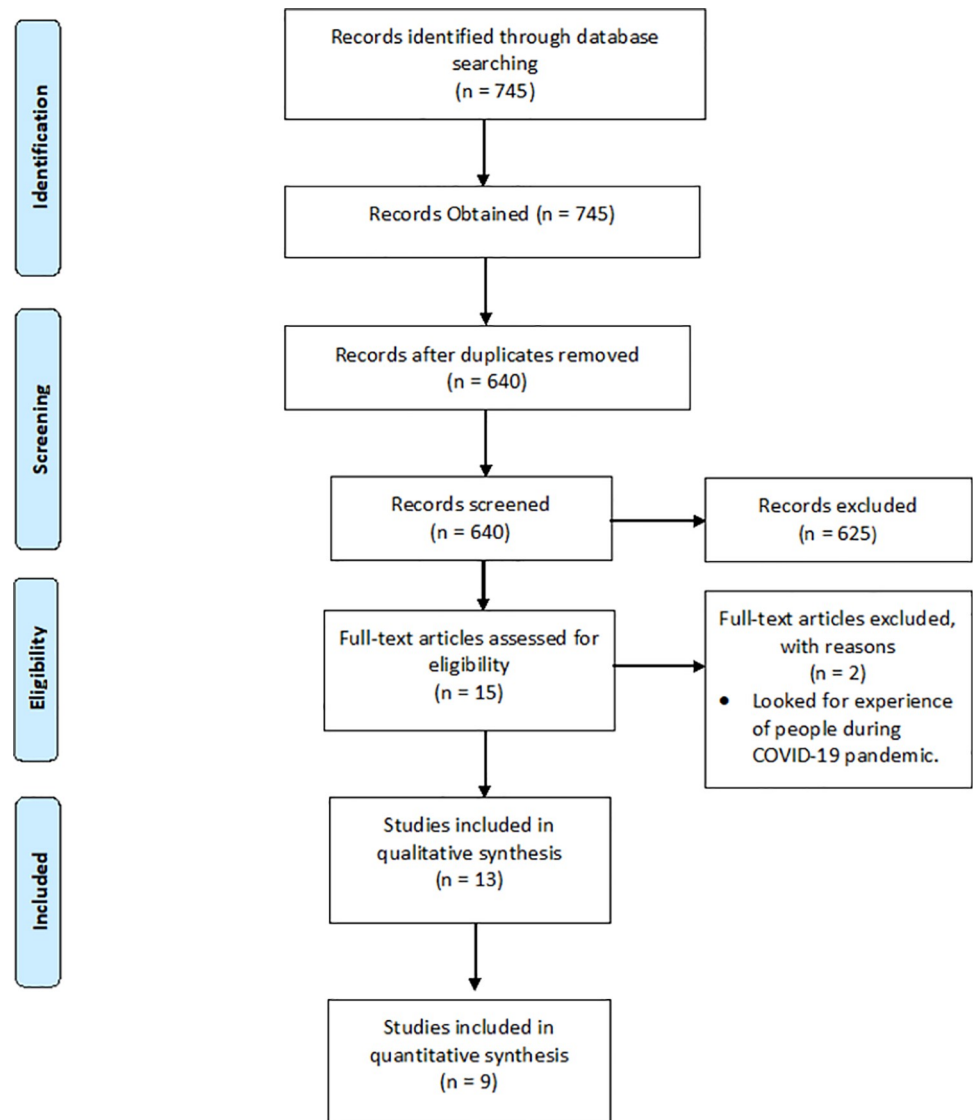 Identification
Records identified through database
searching
(n = 745)
Records Obtained (n = 745)
Screening
Records after duplicates removed
(n = 640)
Records screened
(n = 640)
Records excluded
(n = 625)
Eligibility
Full-text articles assessed for
eligibility
(n = 15)
Full-text articles excluded,
with reasons
(n = 2)
• Looked for experience
of people during
COVID-19 pandemic.
Included
Studies included in
qualitative synthesis
(n = 13)
Studies included in
quantitative synthesis
(n = 9)